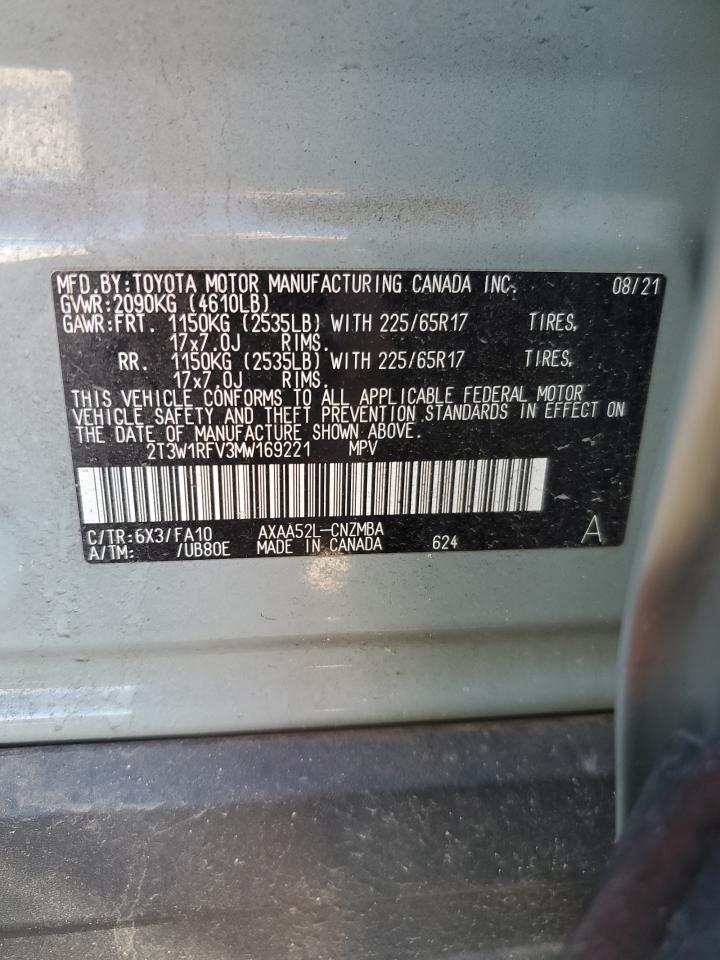 MFD.BY:TOYOTA MOTOR MANUFACTURING CANADA INC. 08/21
GVWR:2090KG (4610LB)
GAWR:FRT. 1150KG (2535LB) WITH 225/65R17 TIRES,
17x7.0J RIMS.
RR. 1150KG (2535LB) WITH 225/65R17 TIRES,
17x7.0J RIMS.
THIS VEHICLE CONFORMS TO ALL APPLICABLE FEDERAL MOTOR
VEHICLE SAFETY AND THEFT PREVENTION STANDARDS IN EFFECT ON
THE DATE OF MANUFACTURE SHOWN ABOVE.
2T3W1RFV3MW169221 MPV
C/TR:6X3/FA10 AXAA52L-CNZMBA
A/TM: /UB80E MADE IN CANADA 624 A